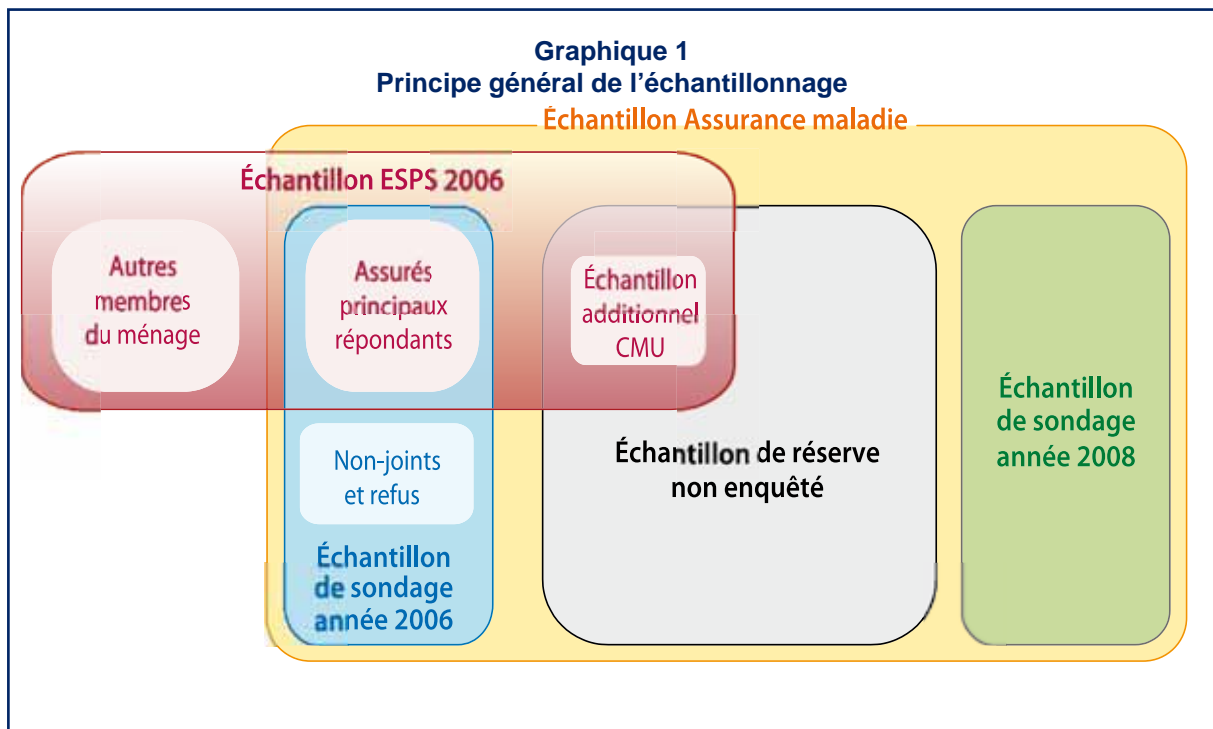 Graphique 1
Principe général de l'échantillonnage
Échantillon Assurance maladie
Échantillon ESPS 2006
Autres
membres
du ménage
Assurés
principaux
répondants
Échantillon
additionnel
CMU
Non-joints
et refus
Échantillon
de sondage
année 2006
Échantillon de réserve
non enquêté
Échantillon
de sondage
année 2008